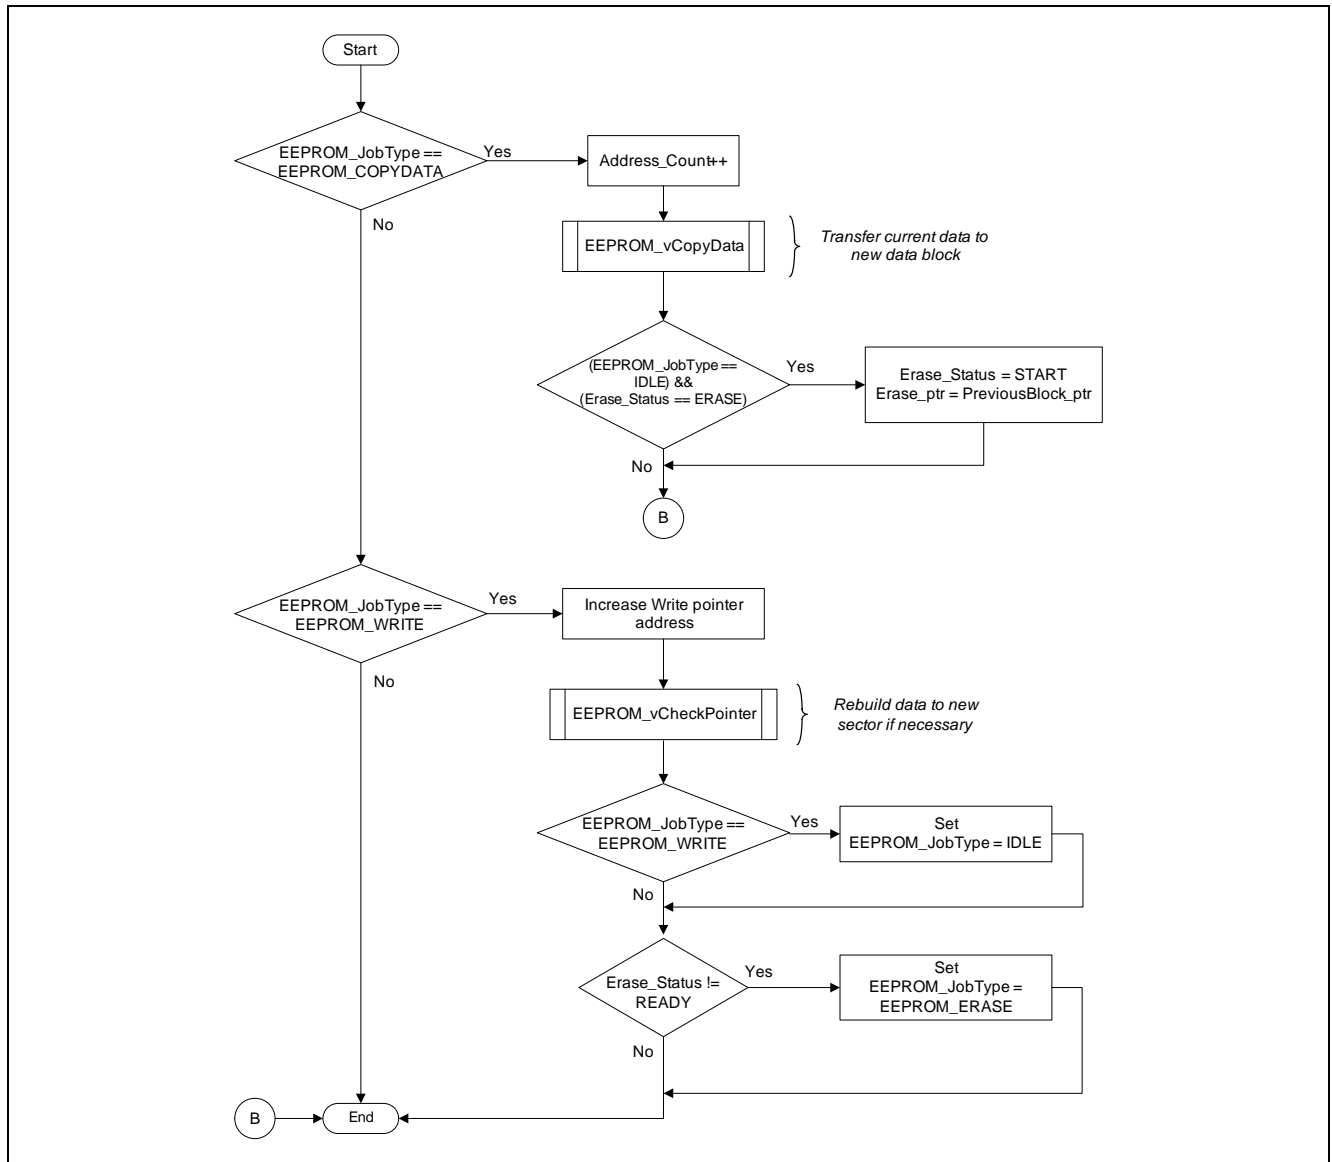 Start
EEPROM_JobType ==
EEPROM_COPYDATA
Yes
No
Address_Count++
EEPROM_vCopyData
Transfer current data to
new data block
(EEPROM_JobType ==
IDLE) &&
(Erase_Status == ERASE)
Yes
Erase_Status = START
Erase_ptr = PreviousBlock_ptr
No
B
EEPROM_JobType ==
EEPROM_WRITE
Yes
No
Increase Write pointer
address
EEPROM_vCheckPointer
Rebuild data to new
sector if necessary
EEPROM_JobType ==
EEPROM_WRITE
Yes
Set
EEPROM_JobType = IDLE
No
Erase_Status !=
READY
Yes
Set
EEPROM_JobType =
EEPROM_ERASE
No
B
End